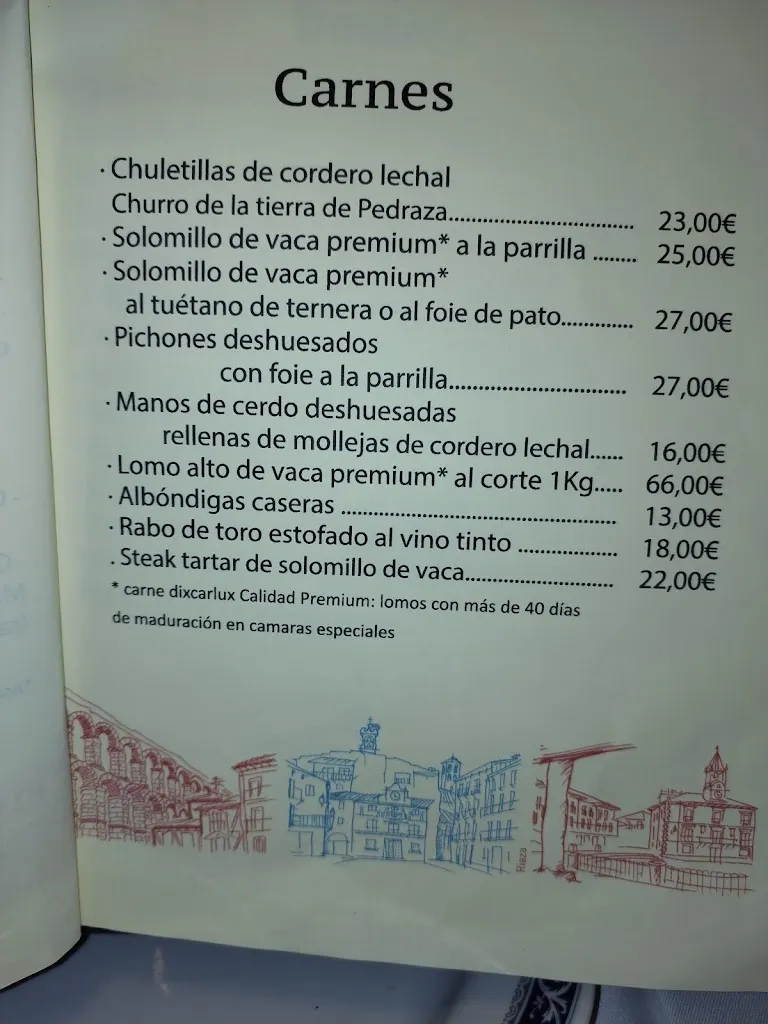 Carnes
· Chuletillas de cordero lechal
Churro de la tierra de Pedraza.................................. 23,00€
· Solomillo de vaca premium* a la parrilla ........ 25,00€
· Solomillo de vaca premium*
al tuétano de ternera o al foie de pato............. 27,00€
· Pichones deshuesados
con foie a la parrilla................................ 27,00€
· Manos de cerdo deshuesadas
rellenas de mollejas de cordero lechal...... 16,00€
· Lomo alto de vaca premium* al corte 1Kg..... 66,00€
· Albóndigas caseras .................................................. 13,00€
· Rabo de toro estofado al vino tinto .................. 18,00€
. Steak tartar de solomillo de vaca........................... 22,00€
* carne dixcarlux Calidad Premium: lomos con más de 40 días
de maduración en camaras especiales
Riaza